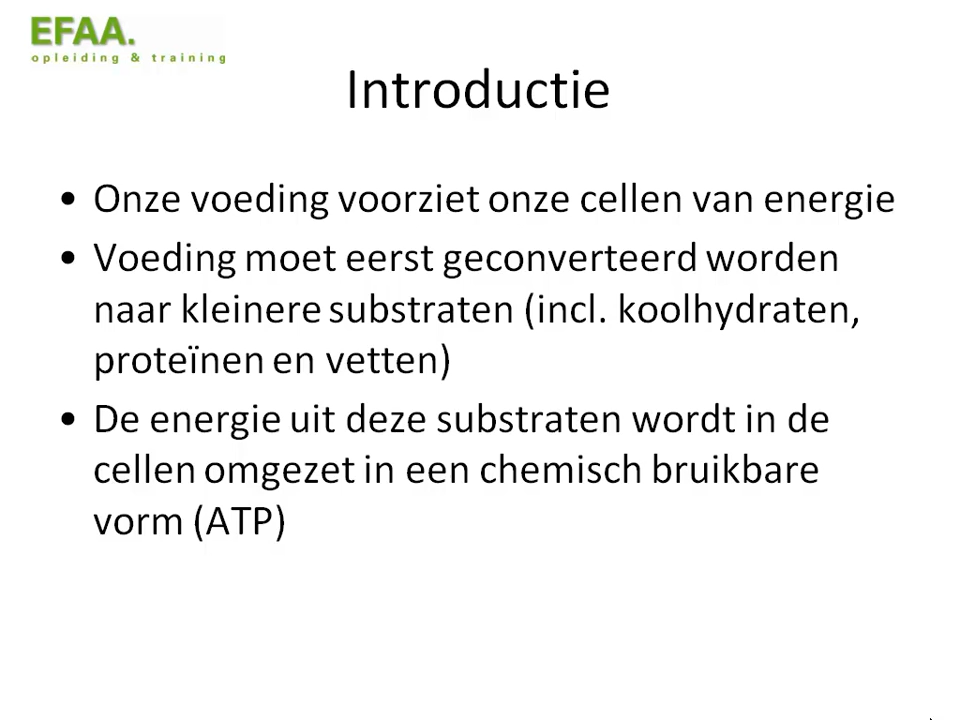 EFAA.
opleiding & training
Introductie
• Onze voeding voorziet onze cellen van energie
• Voeding moet eerst geconverteerd worden
naar kleinere substraten (incl. koolhydraten,
proteïnen en vetten)
• De energie uit deze substraten wordt in de
cellen omgezet in een chemisch bruikbare
vorm (ATP)